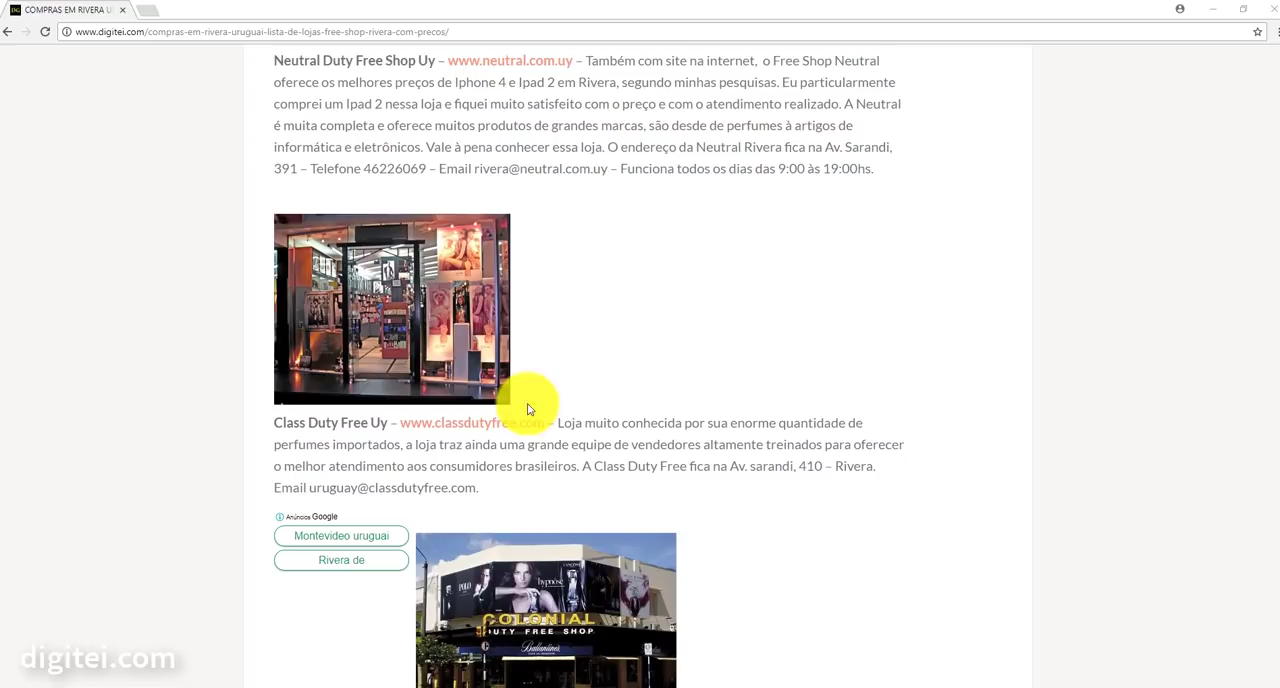 COMPRAS EM RIVERA U
www.digitei.com/compras-em-rivera-uruguai-lista-de-lojas-free-shop-rivera-com-precos/
Neutral Duty Free Shop Uy – www.neutral.com.uy – Também com site na internet, o Free Shop Neutral
oferece os melhores preços de Iphone 4 e Ipad 2 em Rivera, segundo minhas pesquisas. Eu particularmente
comprei um Ipad 2 nessa loja e fiquei muito satisfeito com o preço e com o atendimento realizado. A Neutral
é muita completa e oferece muitos produtos de grandes marcas, são desde de perfumes à artigos de
informática e eletrônicos. Vale à pena conhecer essa loja. O endereço da Neutral Rivera fica na Av. Sarandi,
391 – Telefone 46226069 – Email rivera@neutral.com.uy – Funciona todos os dias das 9:00 às 19:00hs.
Class Duty Free Uy – www.classdutyfree.com – Loja muito conhecida por sua enorme quantidade de
perfumes importados, a loja traz ainda uma grande equipe de vendedores altamente treinados para oferecer
o melhor atendimento aos consumidores brasileiros. A Class Duty Free fica na Av. sarandi, 410 – Rivera.
Email uruguay@classdutyfree.com.
Anúncios Google
Montevideo uruguai
Rivera de
POLO
hypnôse
LANCÔME
COLONIAL
DUTY FREE SHOP
Ballantine's
digitei.com